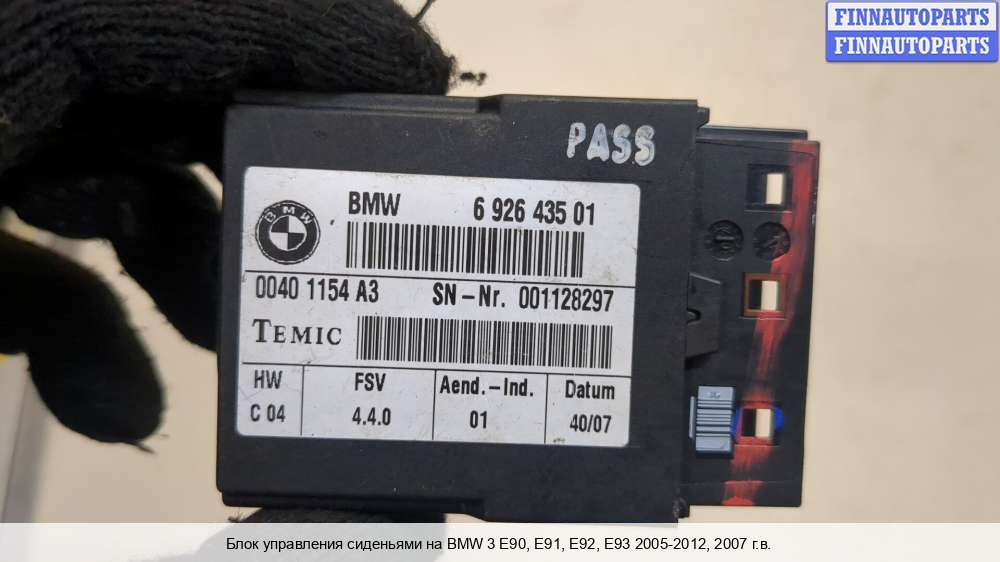 FINNAUTOPARTS
FINNAUTOPARTS
PASS
BMW 6 926 435 01
BMW
0040 1154 A3 SN-Nr. 001128297
TEMIC
HW FSV Aend.-Ind. Datum
C 04 4.4.0 01 40/07
Блок управления сиденьями на BMW 3 E90, E91, E92, E93 2005-2012, 2007 г.в.